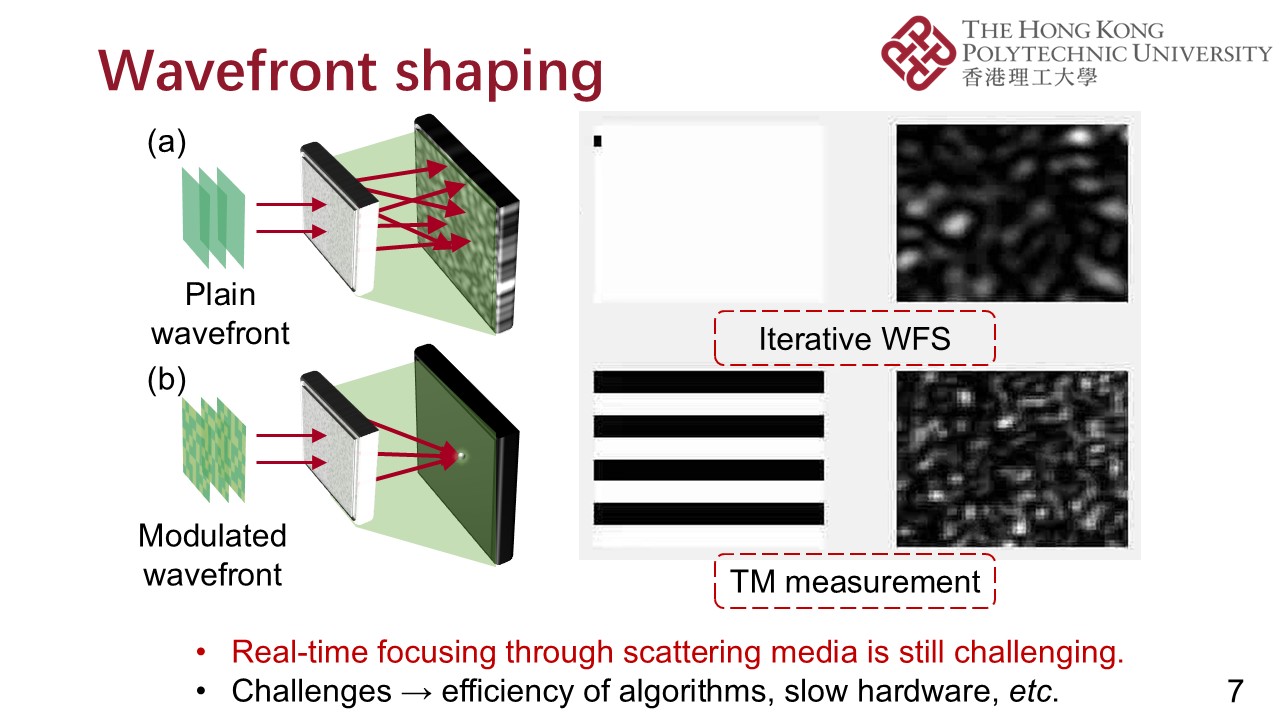 Wavefront shaping
THE HONG KONG
POLYTECHNIC UNIVERSITY
香港理工大學
(a)
Plain
wavefront
(b)
Modulated
wavefront
Iterative WFS
TM measurement
• Real-time focusing through scattering media is still challenging.
• Challenges → efficiency of algorithms, slow hardware, etc.
7